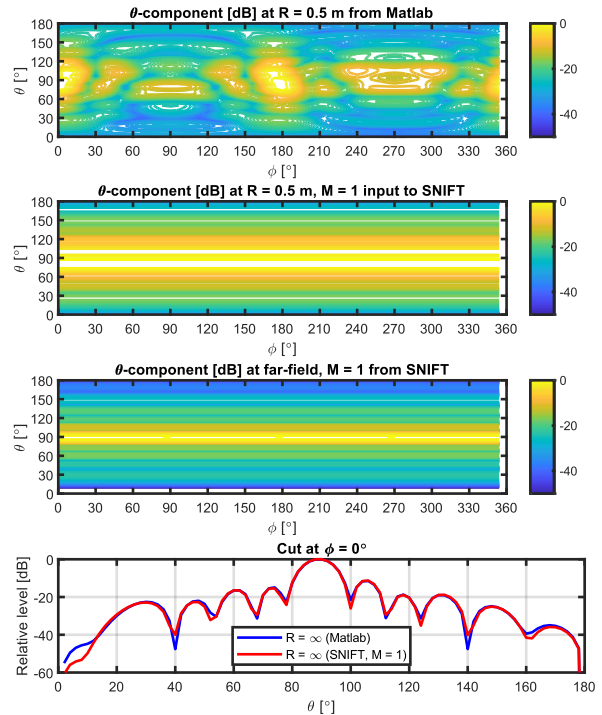 θ-component [dB] at R = 0.5 m from Matlab
180
150
120
90
60
30
0
θ [°]
0 30 60 90 120 150 180 210 240 270 300 330 360
ϕ [°]
0
-20
-40
θ-component [dB] at R = 0.5 m, M = 1 input to SNIFT
180
150
120
90
60
30
0
θ [°]
0 30 60 90 120 150 180 210 240 270 300 330 360
ϕ [°]
0
-20
-40
θ-component [dB] at far-field, M = 1 from SNIFT
180
150
120
90
60
30
0
θ [°]
0 30 60 90 120 150 180 210 240 270 300 330 360
ϕ [°]
0
-20
-40
Cut at ϕ = 0°
0
-20
-40
-60
Relative level [dB]
R = ∞ (Matlab)
R = ∞ (SNIFT, M = 1)
0 20 40 60 80 100 120 140 160 180
θ [°]